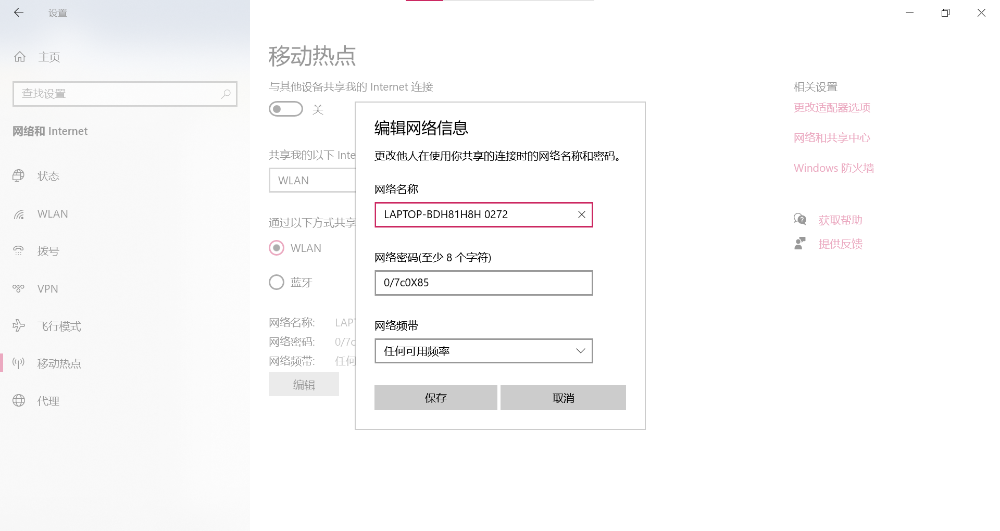 设置
主页
查找设置
网络和 Internet
状态
WLAN
拨号
VPN
飞行模式
移动热点
代理
移动热点
与其他设备共享我的 Internet 连接
关
共享我的以下 Inte
WLAN
通过以下方式共享
WLAN
蓝牙
网络名称: LAPT
网络密码: 0/7c
网络频带: 任何
编辑
编辑网络信息
更改他人在使用你共享的连接时的网络名称和密码。
网络名称
LAPTOP-BDH81H8H 0272
网络密码(至少 8 个字符)
0/7c0X85
网络频带
任何可用频率
保存
取消
相关设置
更改适配器选项
网络和共享中心
Windows 防火墙
获取帮助
提供反馈